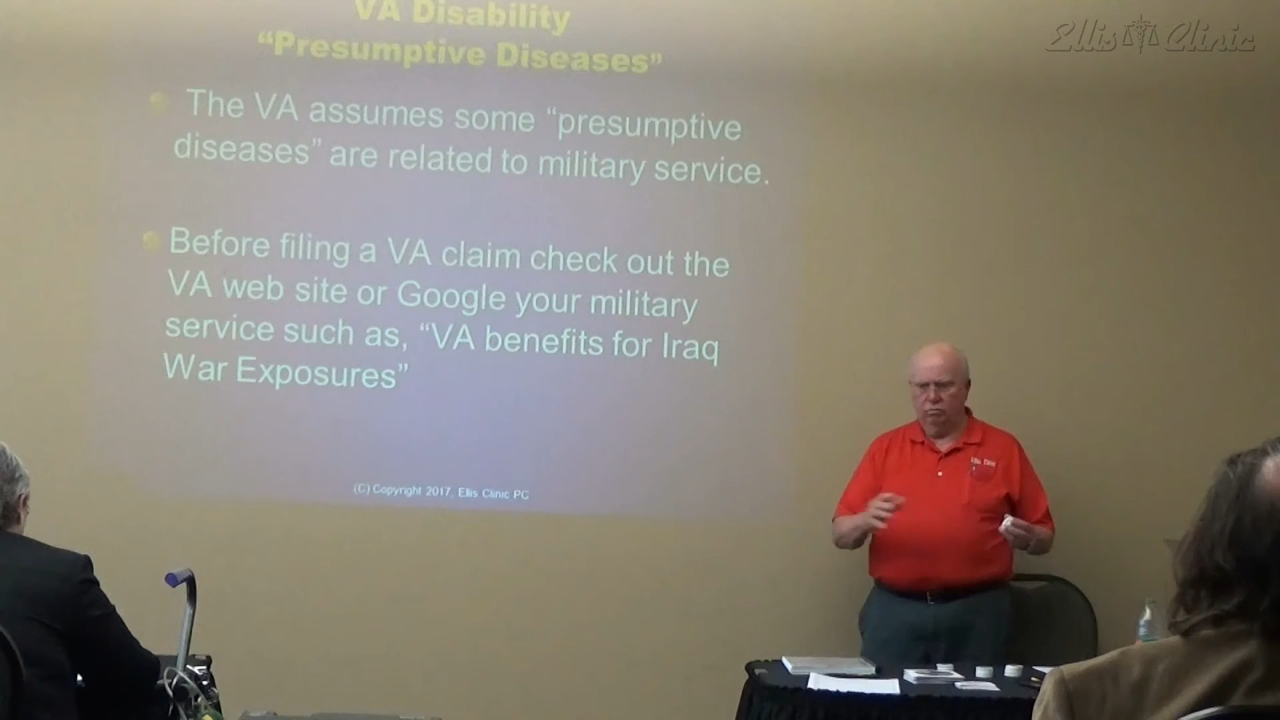 Ellis Clinic
VA Disability
“Presumptive Diseases”
The VA assumes some “presumptive
diseases” are related to military service.
Before filing a VA claim check out the
VA web site or Google your military
service such as, “VA benefits for Iraq
War Exposures”
(C) Copyright 2017, Ellis Clinic PC
Ellis Clinic